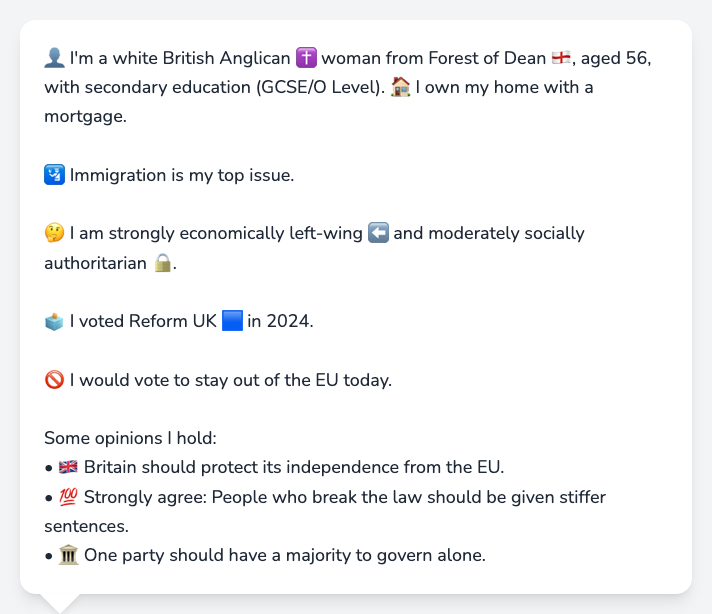 👤 I'm a white British Anglican ✝️ woman from Forest of Dean 🏴󠁧󠁢󠁥󠁮󠁧󠁿, aged 56,
with secondary education (GCSE/O Level). 🏠 I own my home with a
mortgage.
🛂 Immigration is my top issue.
🤔 I am strongly economically left-wing ⬅️ and moderately socially
authoritarian 🔒.
🗳️ I voted Reform UK 🟦 in 2024.
🚫 I would vote to stay out of the EU today.
Some opinions I hold:
• 🇬🇧 Britain should protect its independence from the EU.
• 💯 Strongly agree: People who break the law should be given stiffer
sentences.
• 🏛️ One party should have a majority to govern alone.